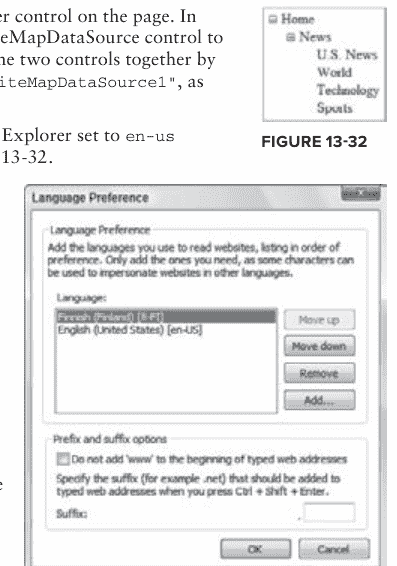 er control on the page. In
eMapDataSource control to
he two controls together by
iteMapDataSource1", as
Explorer set to en-us
13-32.
Home
News
U.S. News
World
Technology
Sports
FIGURE 13-32
Language Preference
Language Preference
Add the languages you use to read websites, listing in order of
preference. Only add the ones you need, as some characters can
be used to impersonate websites in other languages.
Language:
Finnish (Finland) [fi-FI]
English (United States) [en-US]
Move up
Move down
Remove
Add...
Prefix and suffix options
Do not add 'www' to the beginning of typed web addresses
Specify the suffix (for example .net) that should be added to
typed web addresses when you press Ctrl + Shift + Enter.
Suffix:
.
OK
Cancel
e